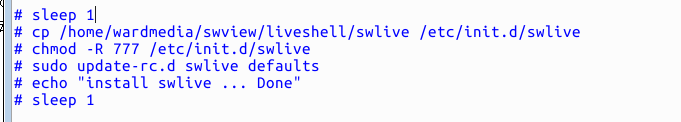 # sleep 1
# cp /home/wardmedia/swview/liveshell/swlive /etc/init.d/swlive
# chmod -R 777 /etc/init.d/swlive
# sudo update-rc.d swlive defaults
# echo "install swlive ... Done"
# sleep 1